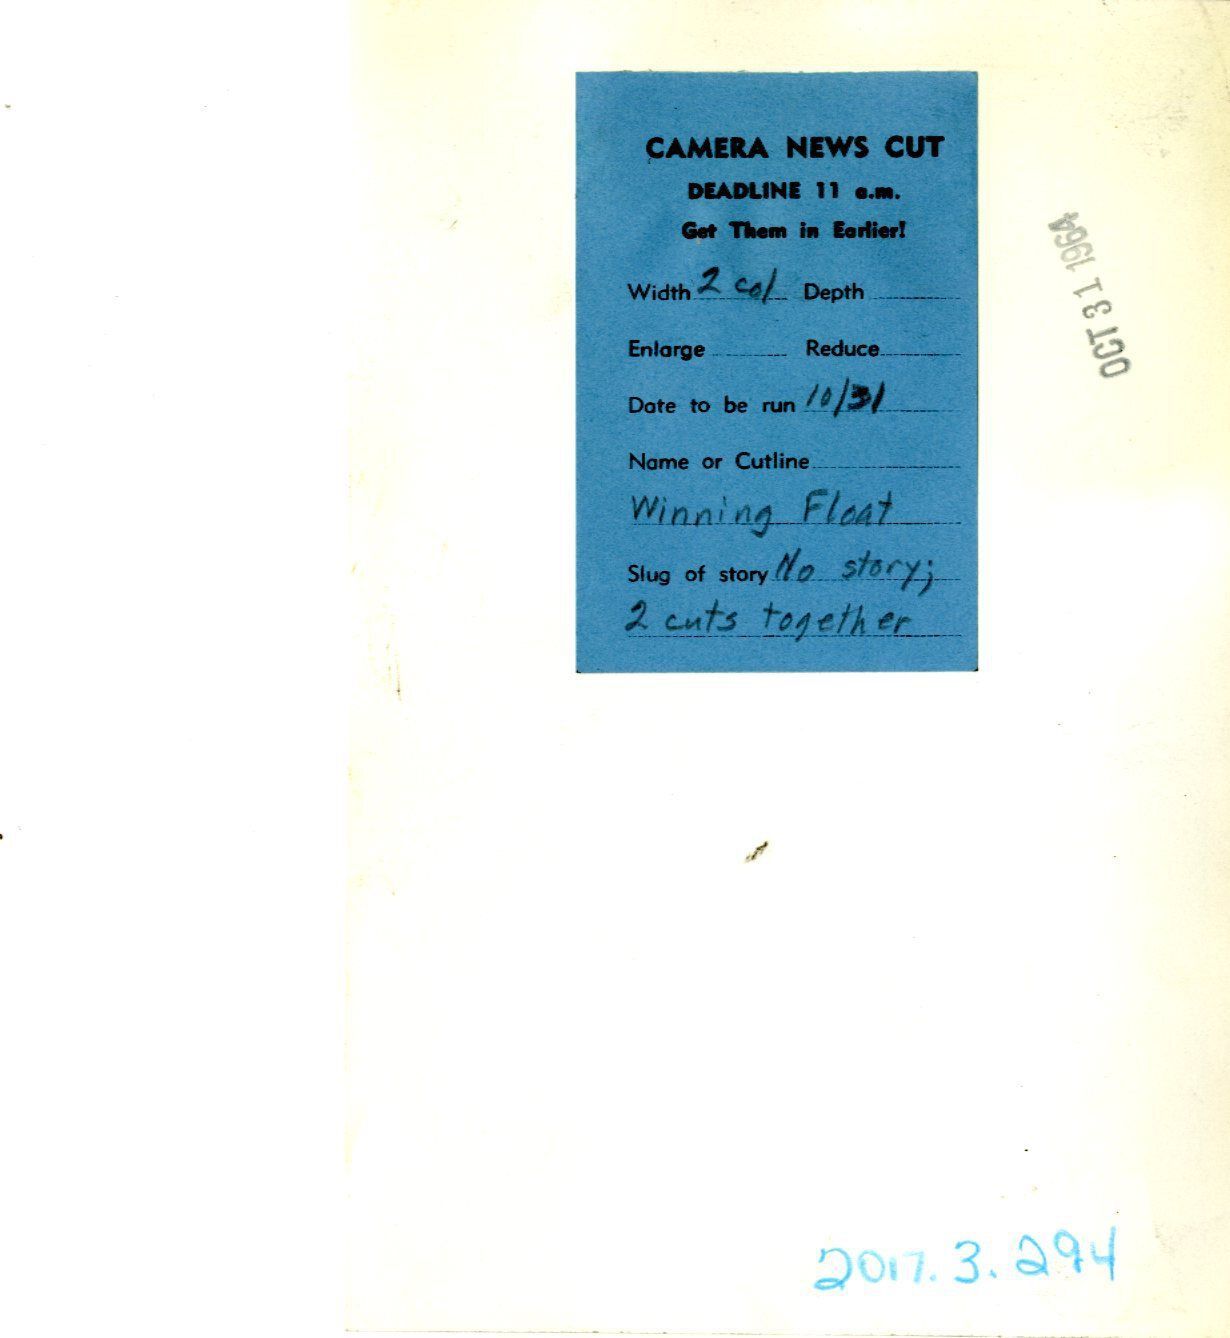 CAMERA NEWS CUT
DEADLINE 11 a.m.
Get Them in Earlier!
Width 2 col Depth
Enlarge Reduce
Date to be run 10/31
Name or Cutline
Winning Float
Slug of story No story;
2 cuts together
OCT 31 1964
2017.3.294